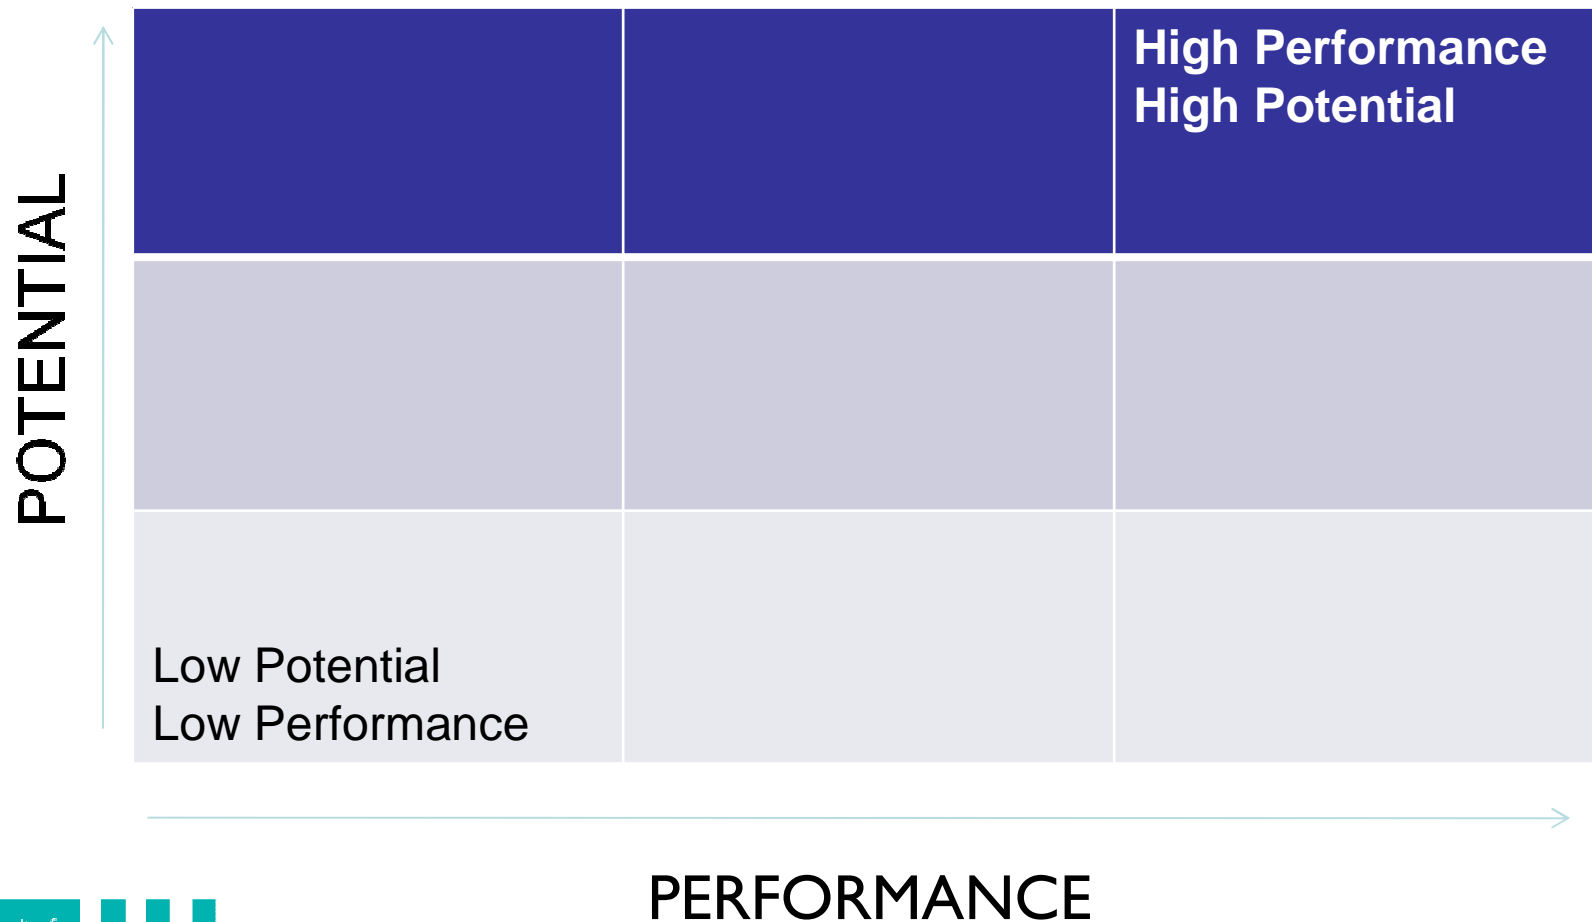 High Performance
High Potential
POTENTIAL
Low Potential
Low Performance
PERFORMANCE